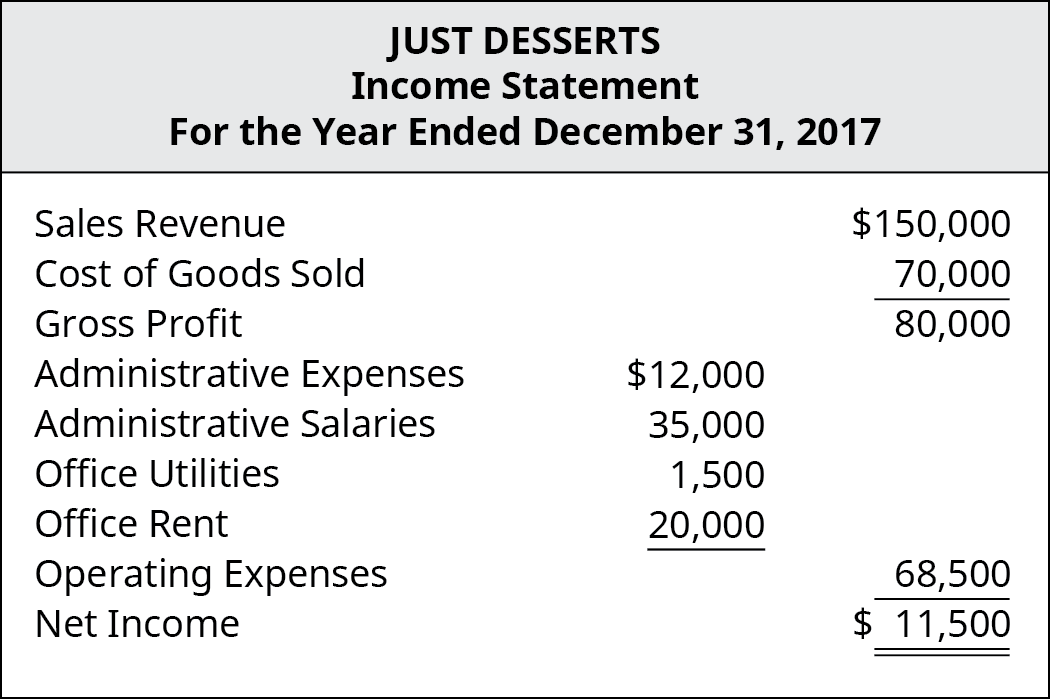 JUST DESSERTS
Income Statement
For the Year Ended December 31, 2017
Sales Revenue $150,000
Cost of Goods Sold 70,000
Gross Profit 80,000
Administrative Expenses $12,000
Administrative Salaries 35,000
Office Utilities 1,500
Office Rent 20,000
Operating Expenses 68,500
Net Income $ 11,500